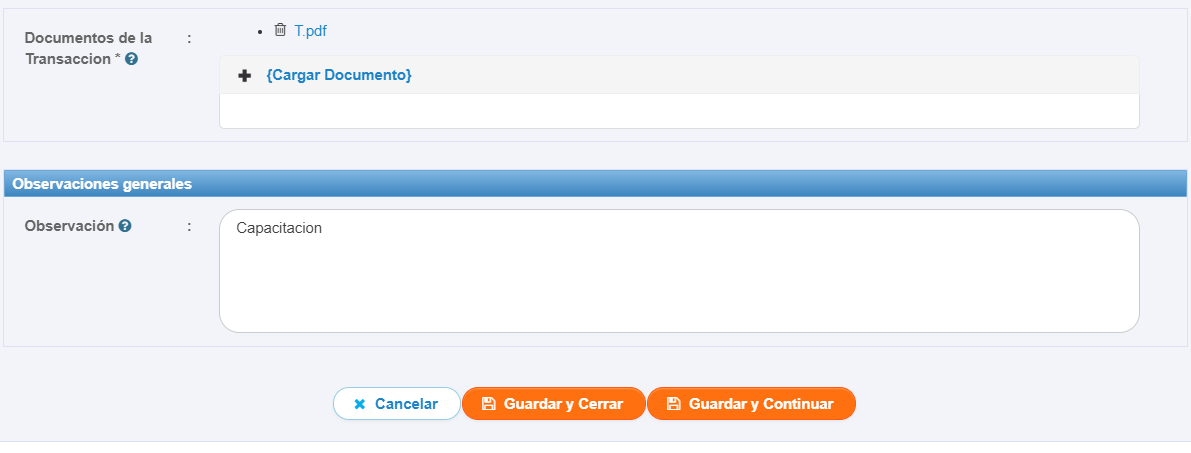 T.pdf
Documentos de la :
Transaccion * ?
{Cargar Documento}
Observaciones generales
Observación ? :
Capacitacion
Cancelar
Guardar y Cerrar
Guardar y Continuar